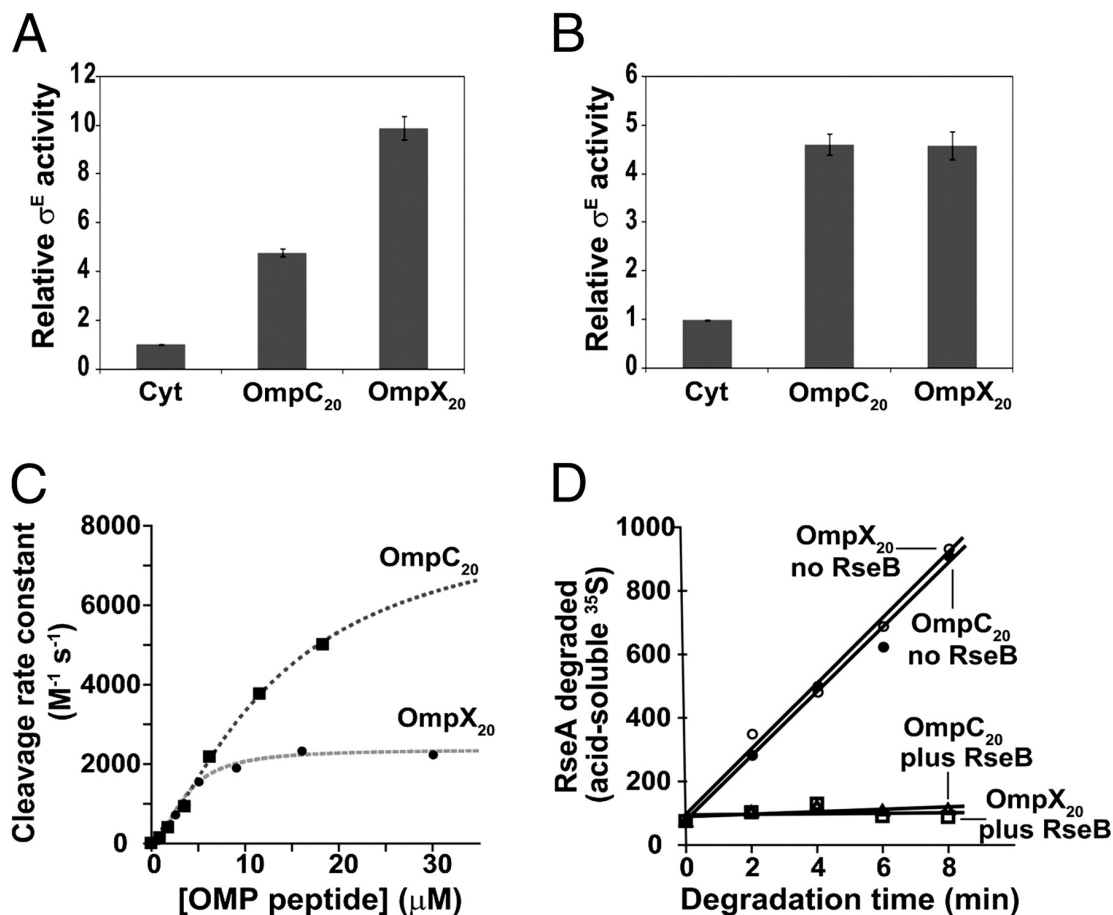 A
Relative σᴱ activity
12
10
8
6
4
2
0
Cyt
OmpC₂₀
OmpX₂₀
B
Relative σᴱ activity
6
5
4
3
2
1
0
Cyt
OmpC₂₀
OmpX₂₀
C
Cleavage rate constant
(M⁻¹ s⁻¹)
8000
6000
4000
2000
0
OmpC₂₀
OmpX₂₀
0
10
20
30
[OMP peptide] (μM)
D
RseA degraded
(acid-soluble ³⁵S)
1000
800
600
400
200
0
OmpX₂₀
no RseB
OmpC₂₀
no RseB
OmpC₂₀
plus RseB
OmpX₂₀
plus RseB
0
2
4
6
8
Degradation time (min)